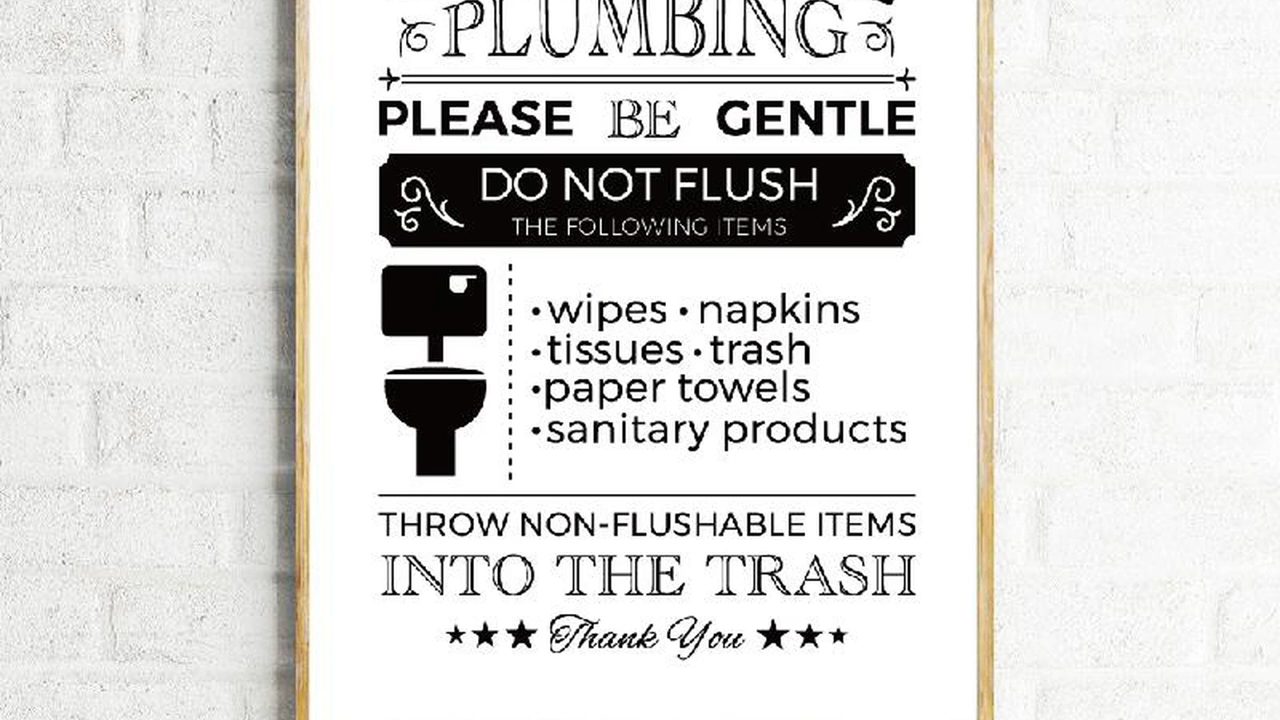 PLUMBING
PLEASE BE GENTLE
DO NOT FLUSH
THE FOLLOWING ITEMS
•wipes •napkins
•tissues •trash
•paper towels
•sanitary products
THROW NON-FLUSHABLE ITEMS
INTO THE TRASH
Thank You